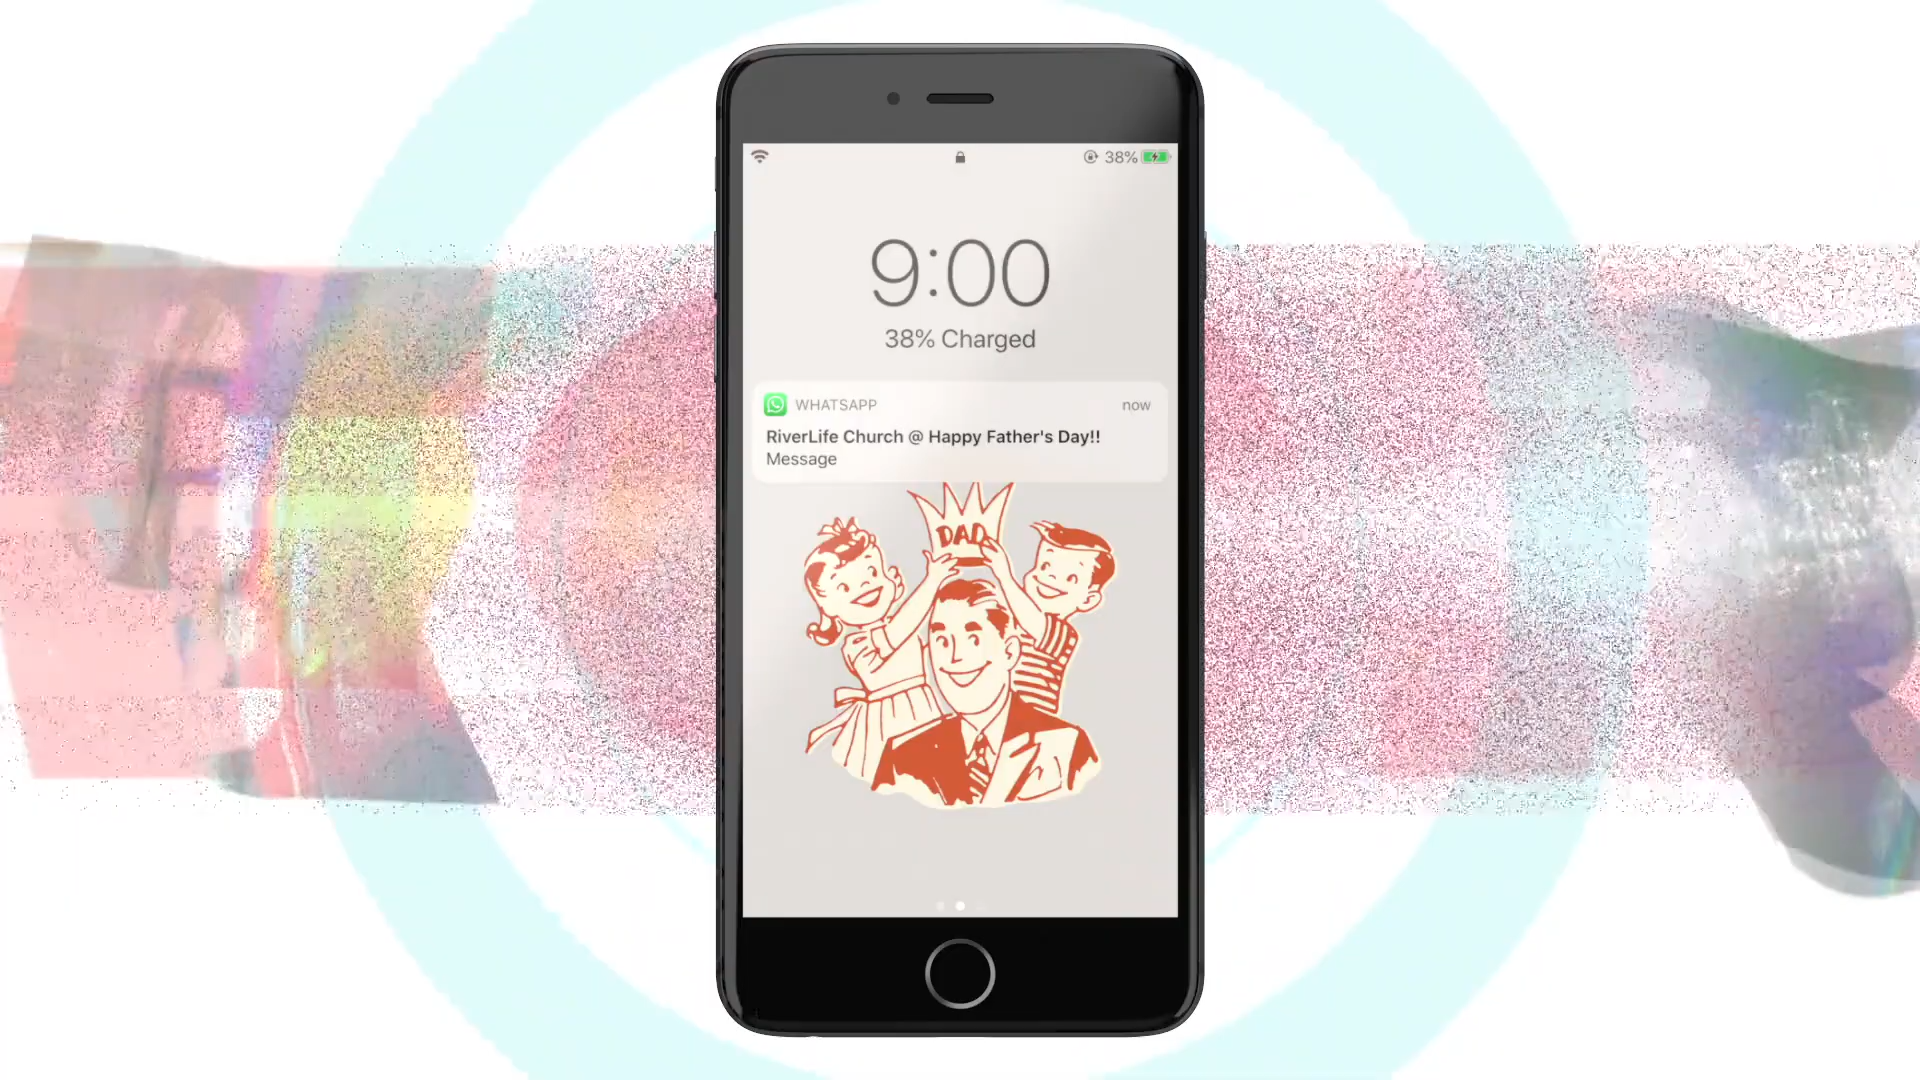 38%
9:00
38% Charged
WHATSAPP now
RiverLife Church @ Happy Father's Day!!
Message
DAD